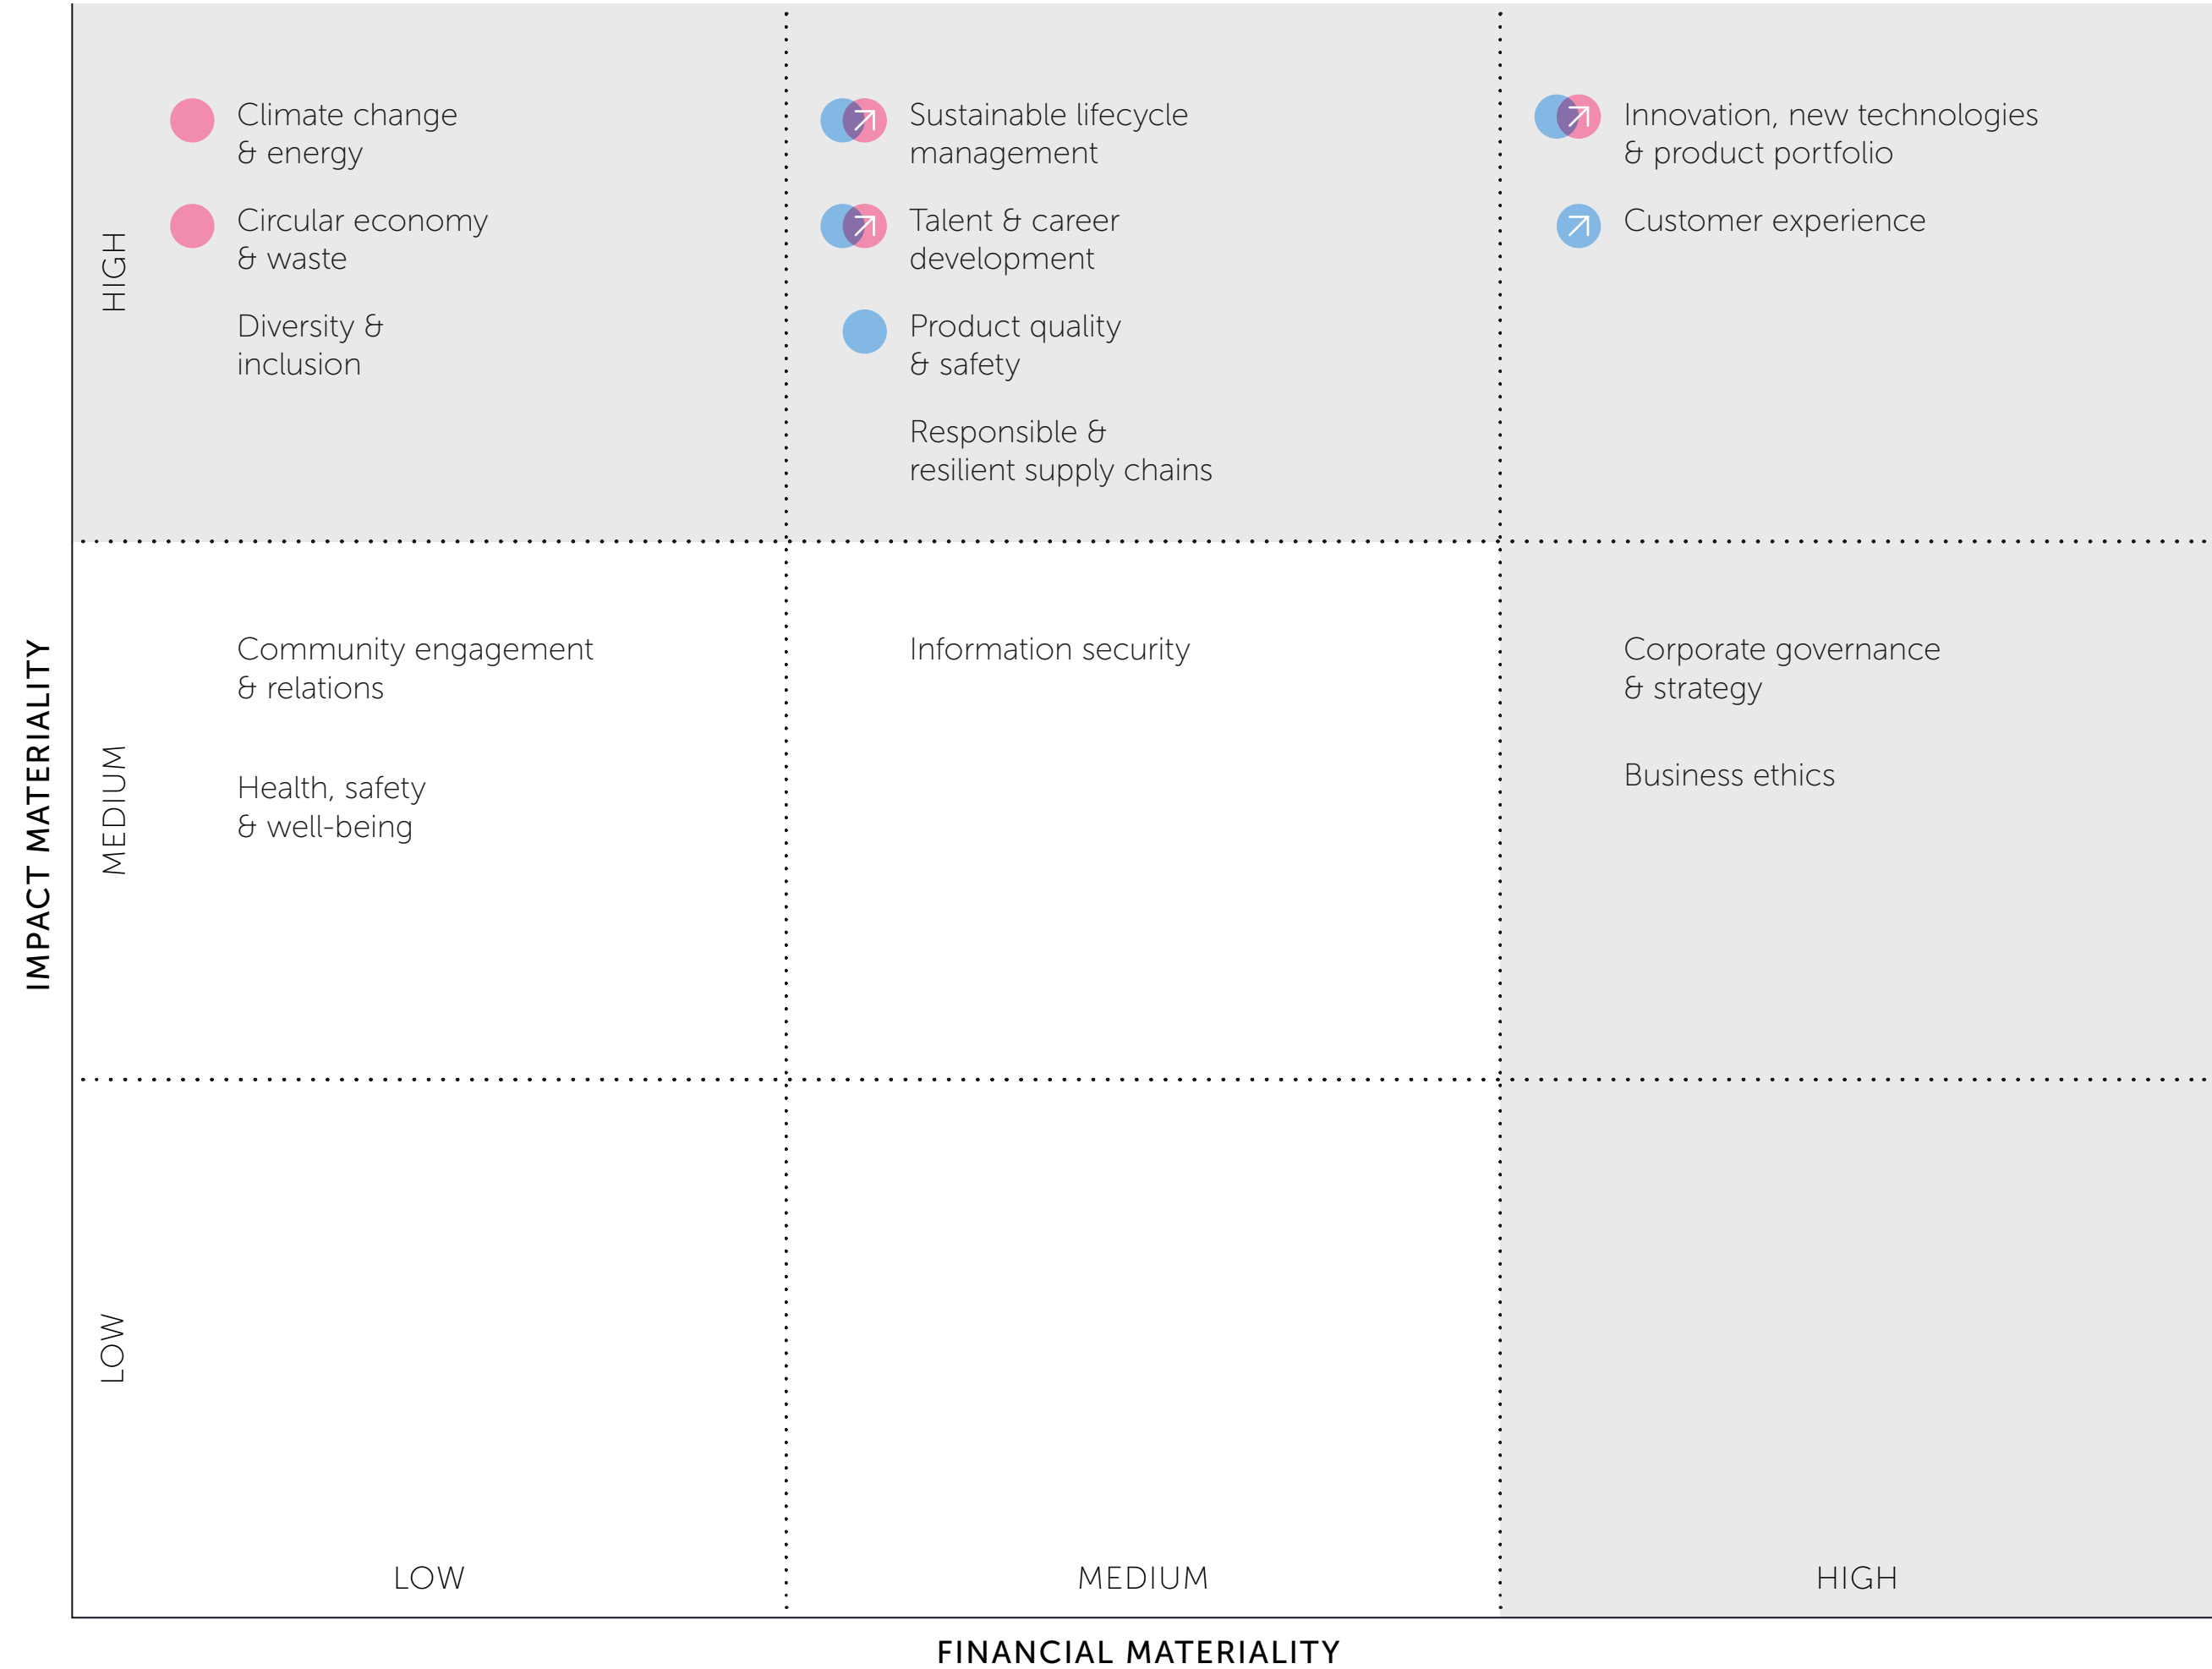 Climate change
& energy
Circular economy
& waste
Diversity &
inclusion
Sustainable lifecycle
management
Talent & career
development
Product quality
& safety
Responsible &
resilient supply chains
Innovation, new technologies
& product portfolio
Customer experience
HIGH
Community engagement
& relations
Health, safety
& well-being
Information security
Corporate governance
& strategy
Business ethics
MEDIUM
IMPACT MATERIALITY
LOW
LOW
MEDIUM
HIGH
FINANCIAL MATERIALITY